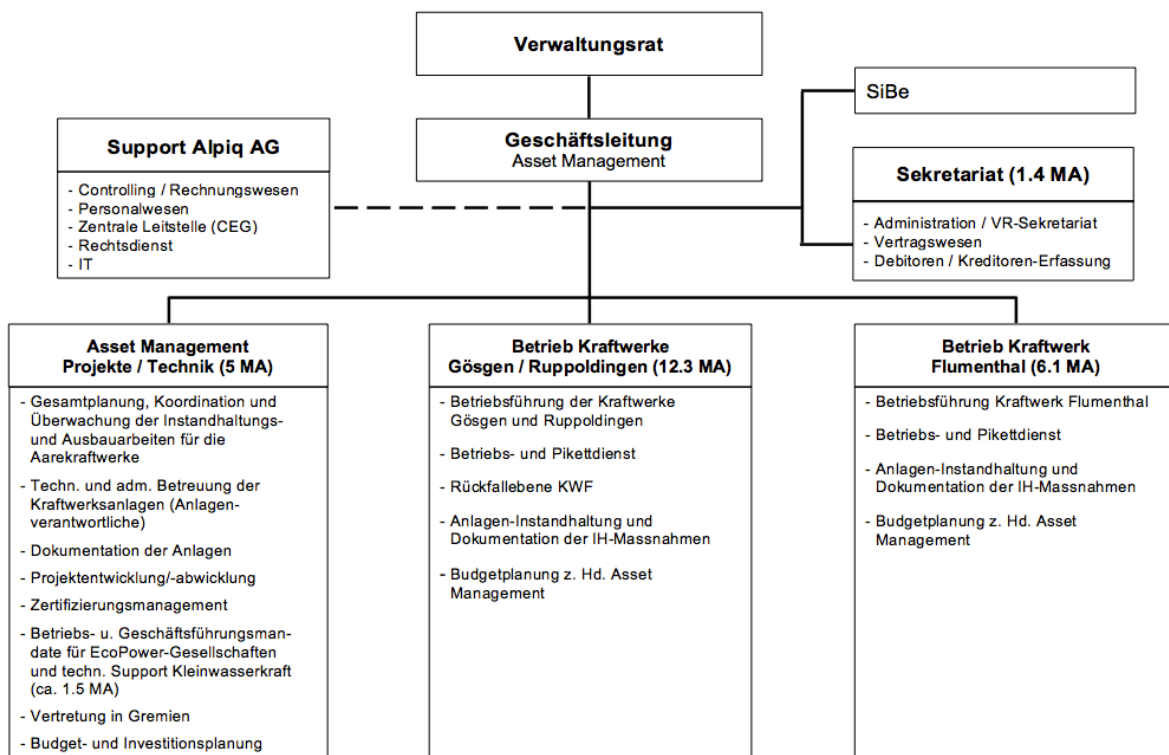 Verwaltungsrat
SiBe
Geschäftsleitung
Asset Management
Support Alpiq AG
- Controlling / Rechnungswesen
- Personalwesen
- Zentrale Leitstelle (CEG)
- Rechtsdienst
- IT
Sekretariat (1.4 MA)
- Administration / VR-Sekretariat
- Vertragswesen
- Debitoren / Kreditoren-Erfassung
Asset Management
Projekte / Technik (5 MA)
- Gesamtplanung, Koordination und
Überwachung der Instandhaltungs-
und Ausbauarbeiten für die
Aarekraftwerke
- Techn. und adm. Betreuung der
Kraftwerksanlagen (Anlagen-
verantwortliche)
- Dokumentation der Anlagen
- Projektentwicklung/-abwicklung
- Zertifizierungsmanagement
- Betriebs- u. Geschäftsführungsman-
date für EcoPower-Gesellschaften
und techn. Support Kleinwasserkraft
(ca. 1.5 MA)
- Vertretung in Gremien
- Budget- und Investitionsplanung
Betrieb Kraftwerke
Gösgen / Ruppoldingen (12.3 MA)
- Betriebsführung der Kraftwerke
Gösgen und Ruppoldingen
- Betriebs- und Pikettdienst
- Rückfallebene KWF
- Anlagen-Instandhaltung und
Dokumentation der IH-Massnahmen
- Budgetplanung z. Hd. Asset
Management
Betrieb Kraftwerk
Flumenthal (6.1 MA)
- Betriebsführung Kraftwerk Flumenthal
- Betriebs- und Pikettdienst
- Anlagen-Instandhaltung und
Dokumentation der IH-Massnahmen
- Budgetplanung z. Hd. Asset
Management